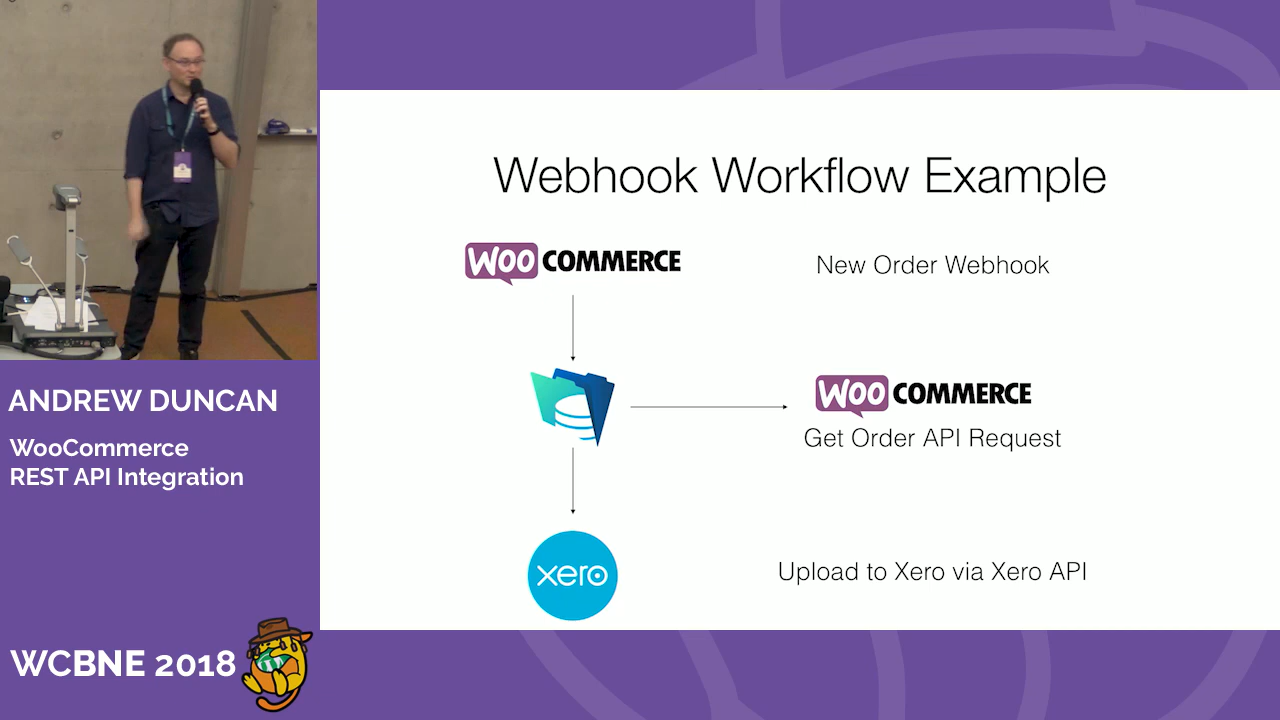 ANDREW DUNCAN
WooCommerce
REST API Integration
WCBNE 2018
Webhook Workflow Example
WOO COMMERCE
New Order Webhook
WOO COMMERCE
Get Order API Request
xero
Upload to Xero via Xero API